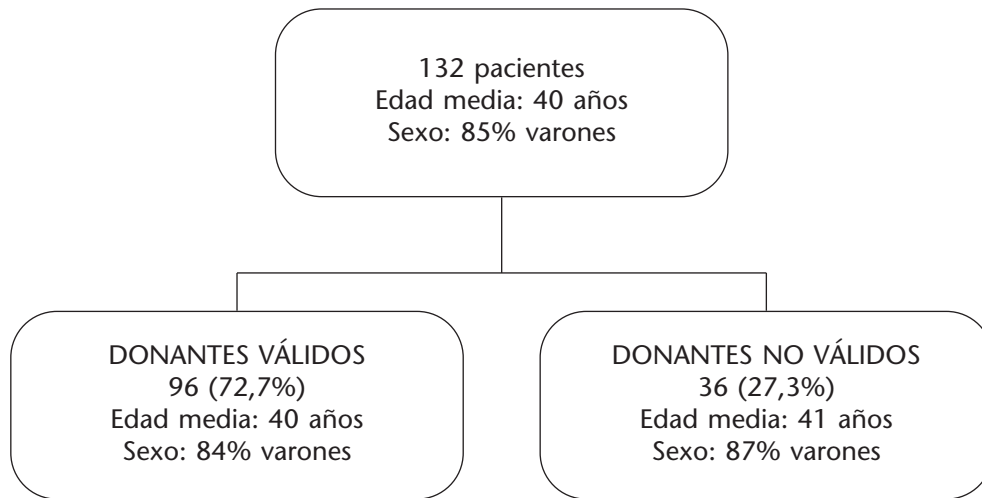 132 pacientes
Edad media: 40 años
Sexo: 85% varones
DONANTES VÁLIDOS
96 (72,7%)
Edad media: 40 años
Sexo: 84% varones
DONANTES NO VÁLIDOS
36 (27,3%)
Edad media: 41 años
Sexo: 87% varones